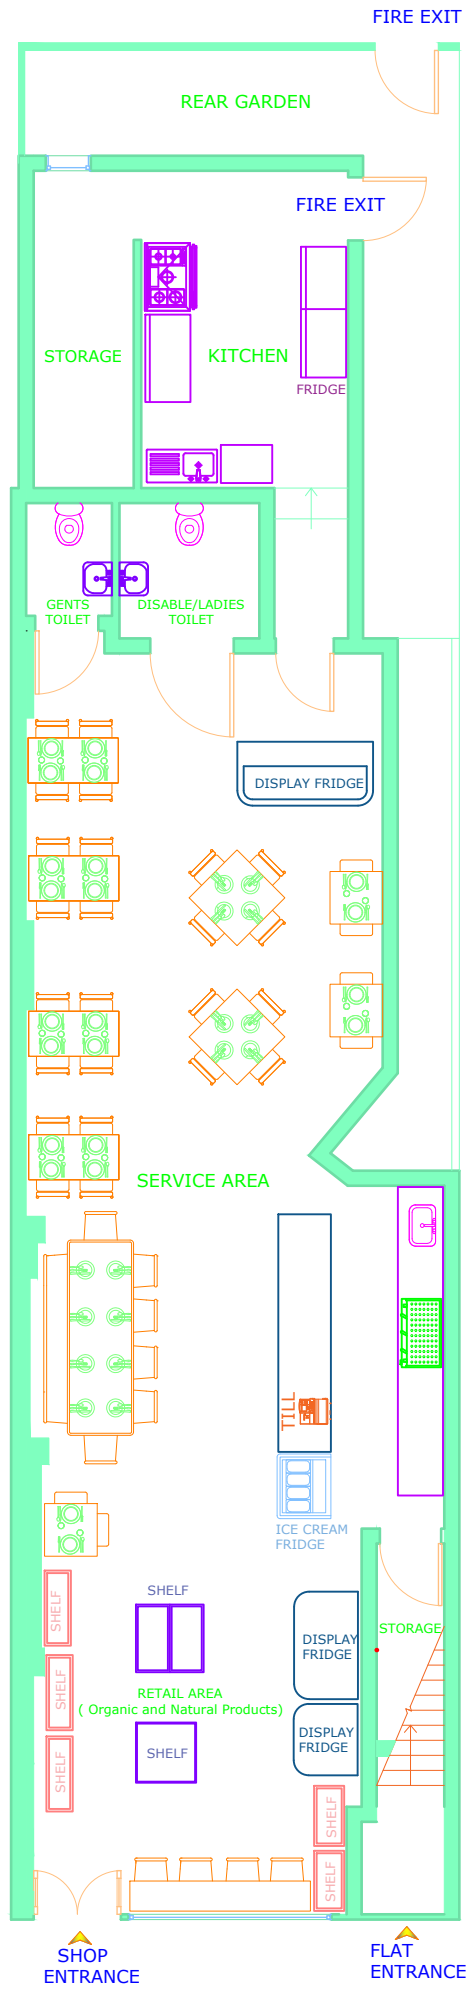 FIRE EXIT
REAR GARDEN
FIRE EXIT
STORAGE
KITCHEN
FRIDGE
GENTS
TOILET
DISABLE/LADIES
TOILET
DISPLAY FRIDGE
SERVICE AREA
TILL
ICE CREAM
FRIDGE
SHELF
SHELF
STORAGE
DISPLAY
FRIDGE
SHELF
RETAIL AREA
( Organic and Natural Products)
DISPLAY
FRIDGE
SHELF
SHELF
SHELF
SHELF
SHOP
ENTRANCE
FLAT
ENTRANCE